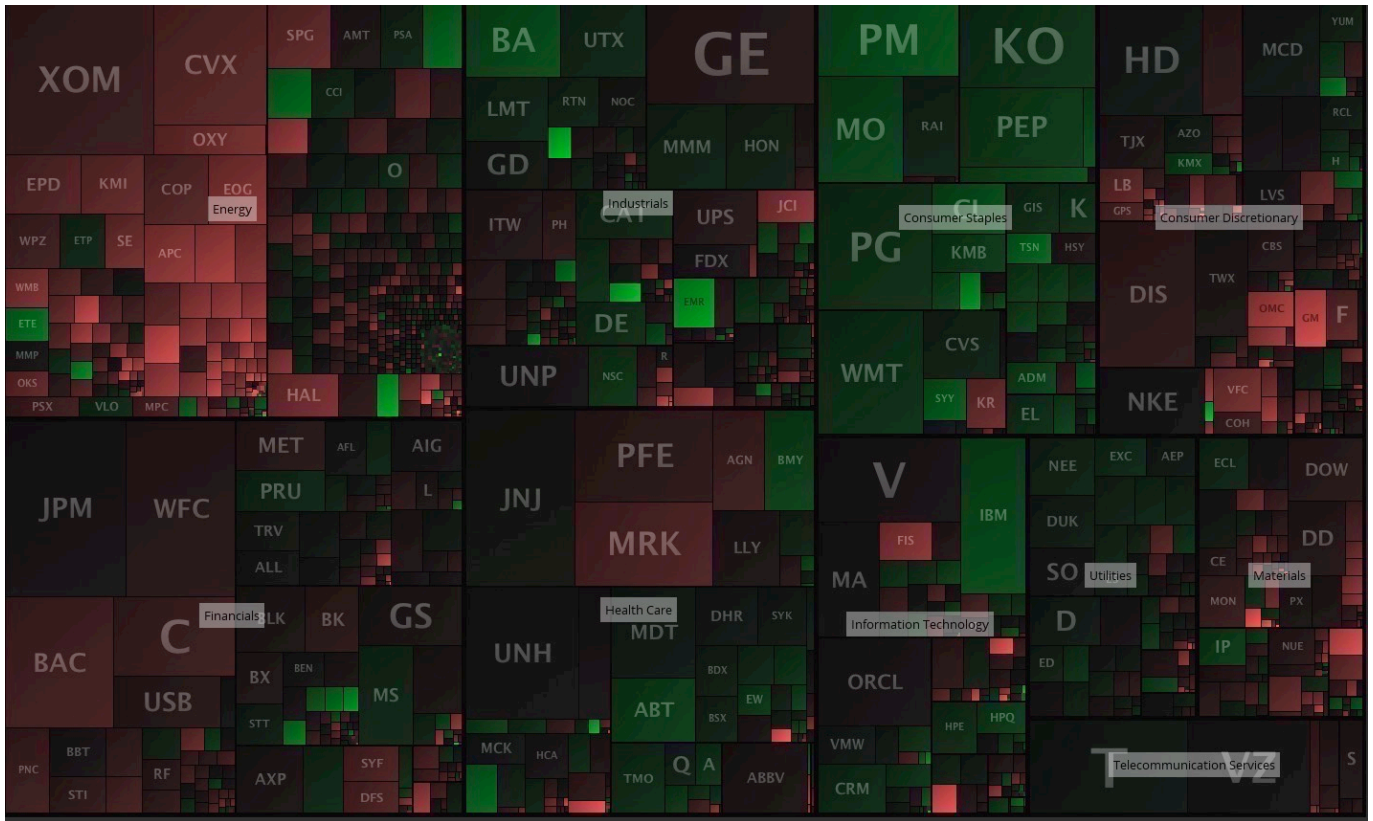 XOM
CVX
OXY
SPG
AMT
PSA
CCI
O
EPD
KMI
COP
EOG
Energy
WPZ
ETP
SE
APC
WMB
ETE
MMP
OKS
PSX
VLO
MPC
HAL
BA
UTX
GE
LMT
RTN
NOC
GD
MMM
HON
Industrials
ITW
PH
CAT
UPS
JCI
FDX
EMR
DE
UNP
NSC
R
PM
KO
MO
RAI
PEP
Consumer Staples
CL
GIS
K
PG
KMB
TSN
HSY
WMT
CVS
SYY
KR
ADM
EL
HD
MCD
YUM
RCL
TJX
AZO
KMX
H
LB
GPS
LVS
Consumer Discretionary
DIS
TWX
CBS
OMC
GM
F
NKE
VFC
COH
JPM
WFC
MET
AFL
AIG
PRU
L
TRV
ALL
Financials
BAC
C
USB
BLK
BK
GS
BX
BEN
MS
STT
PNC
BBT
STI
RF
AXP
SYF
DFS
JNJ
PFE
AGN
BMY
MRK
LLY
Health Care
UNH
MDT
DHR
SYK
BDX
ABT
EW
BSX
MCK
HCA
TMO
Q
A
ABBV
V
IBM
FIS
MA
Information Technology
ORCL
HPE
HPQ
VMW
CRM
NEE
EXC
AEP
DUK
SO
Utilities
D
ED
ECL
DOW
DD
CE
Materials
MON
PX
IP
NUE
T
Telecommunication Services
VZ
S